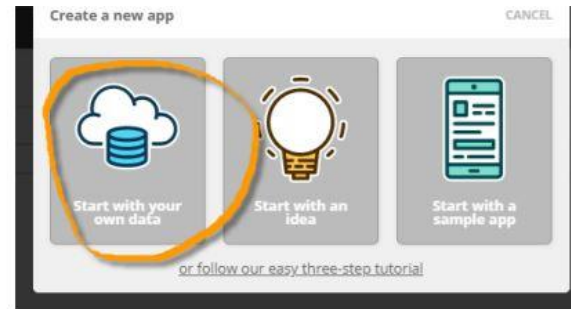 Create a new app
CANCEL
Start with your
own data
Start with an
idea
Start with a
sample app
or follow our easy three-step tutorial